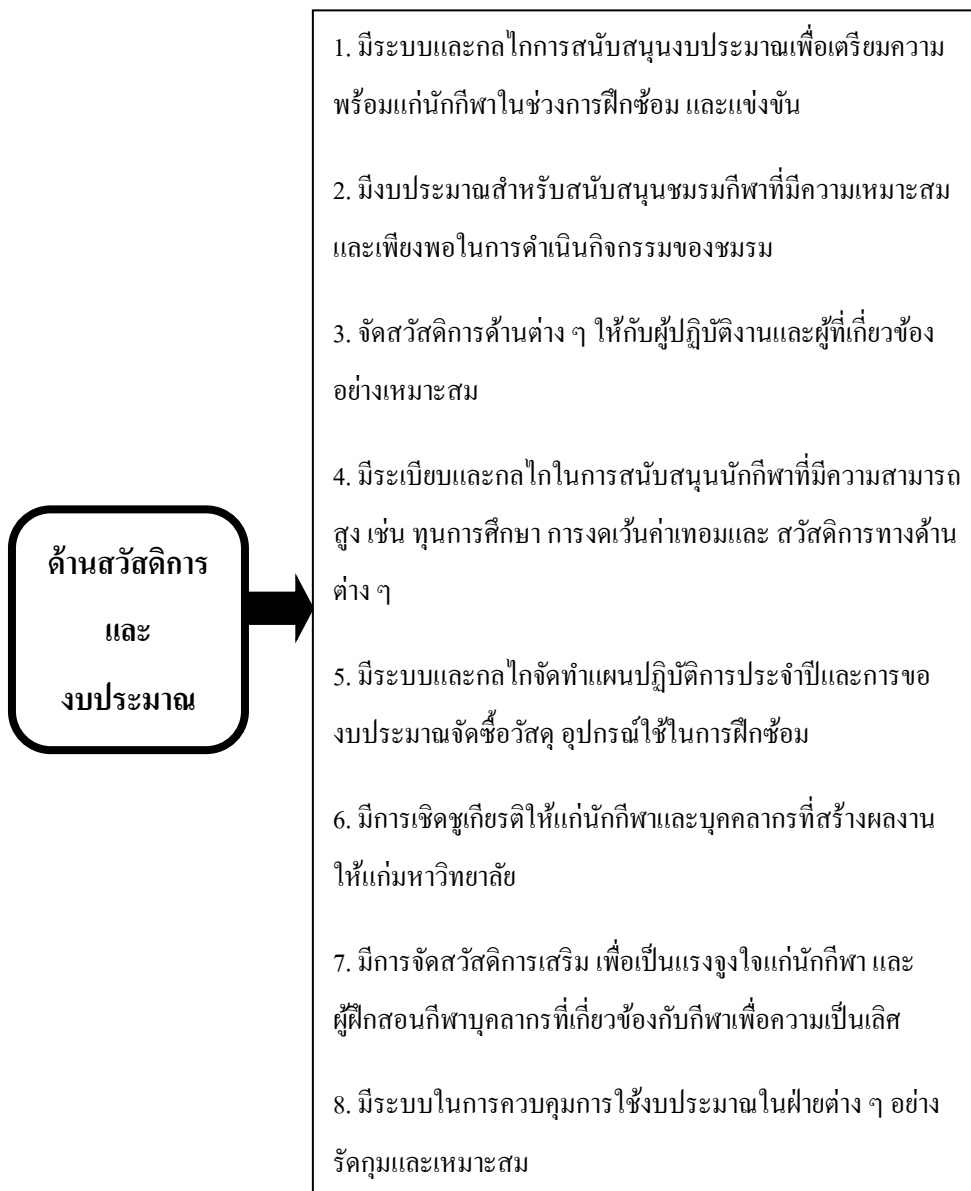 1. มีระบบและกลไกการสนับสนุนงบประมาณเพื่อเตรียมความ
พร้อมแก่นักกีฬาในช่วงการฝึกซ้อม และแข่งขัน
2. มีงบประมาณสำหรับสนับสนุนชมรมกีฬาที่มีความเหมาะสม
และเพียงพอในการดำเนินกิจกรรมของชมรม
3. จัดสวัสดิการด้านต่าง ๆ ให้กับผู้ปฏิบัติงานและผู้ที่เกี่ยวข้อง
อย่างเหมาะสม
4. มีระเบียบและกลไกในการสนับสนุนนักกีฬาที่มีความสามารถ
สูง เช่น ทุนการศึกษา การงดเว้นค่าเทอมและ สวัสดิการทางด้าน
ต่าง ๆ
ด้านสวัสดิการ
และ
งบประมาณ
5. มีระบบและกลไกจัดทำแผนปฏิบัติการประจำปีและการขอ
งบประมาณจัดซื้อวัสดุ อุปกรณ์ใช้ในการฝึกซ้อม
6. มีการเชิดชูเกียรติให้แก่นักกีฬาและบุคคลากรที่สร้างผลงาน
ให้แก่มหาวิทยาลัย
7. มีการจัดสวัสดิการเสริม เพื่อเป็นแรงจูงใจแก่นักกีฬา และ
ผู้ฝึกสอนกีฬาบุคลากรที่เกี่ยวข้องกับกีฬาเพื่อความเป็นเลิศ
8. มีระบบในการควบคุมการใช้งบประมาณในฝ่ายต่าง ๆ อย่าง
รัดกุมและเหมาะสม